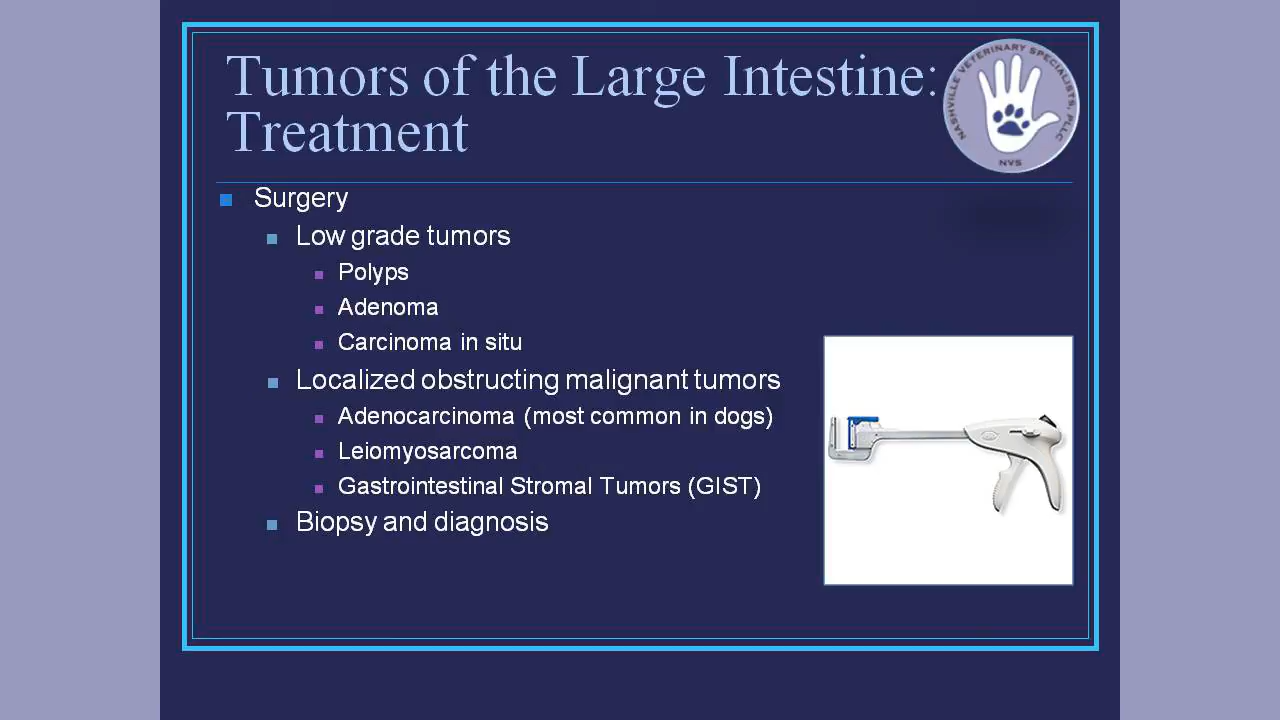 Tumors of the Large Intestine:
Treatment
NASHVILLE VETERINARY SPECIALISTS, PLLC
NVS
Surgery
Low grade tumors
Polyps
Adenoma
Carcinoma in situ
Localized obstructing malignant tumors
Adenocarcinoma (most common in dogs)
Leiomyosarcoma
Gastrointestinal Stromal Tumors (GIST)
Biopsy and diagnosis